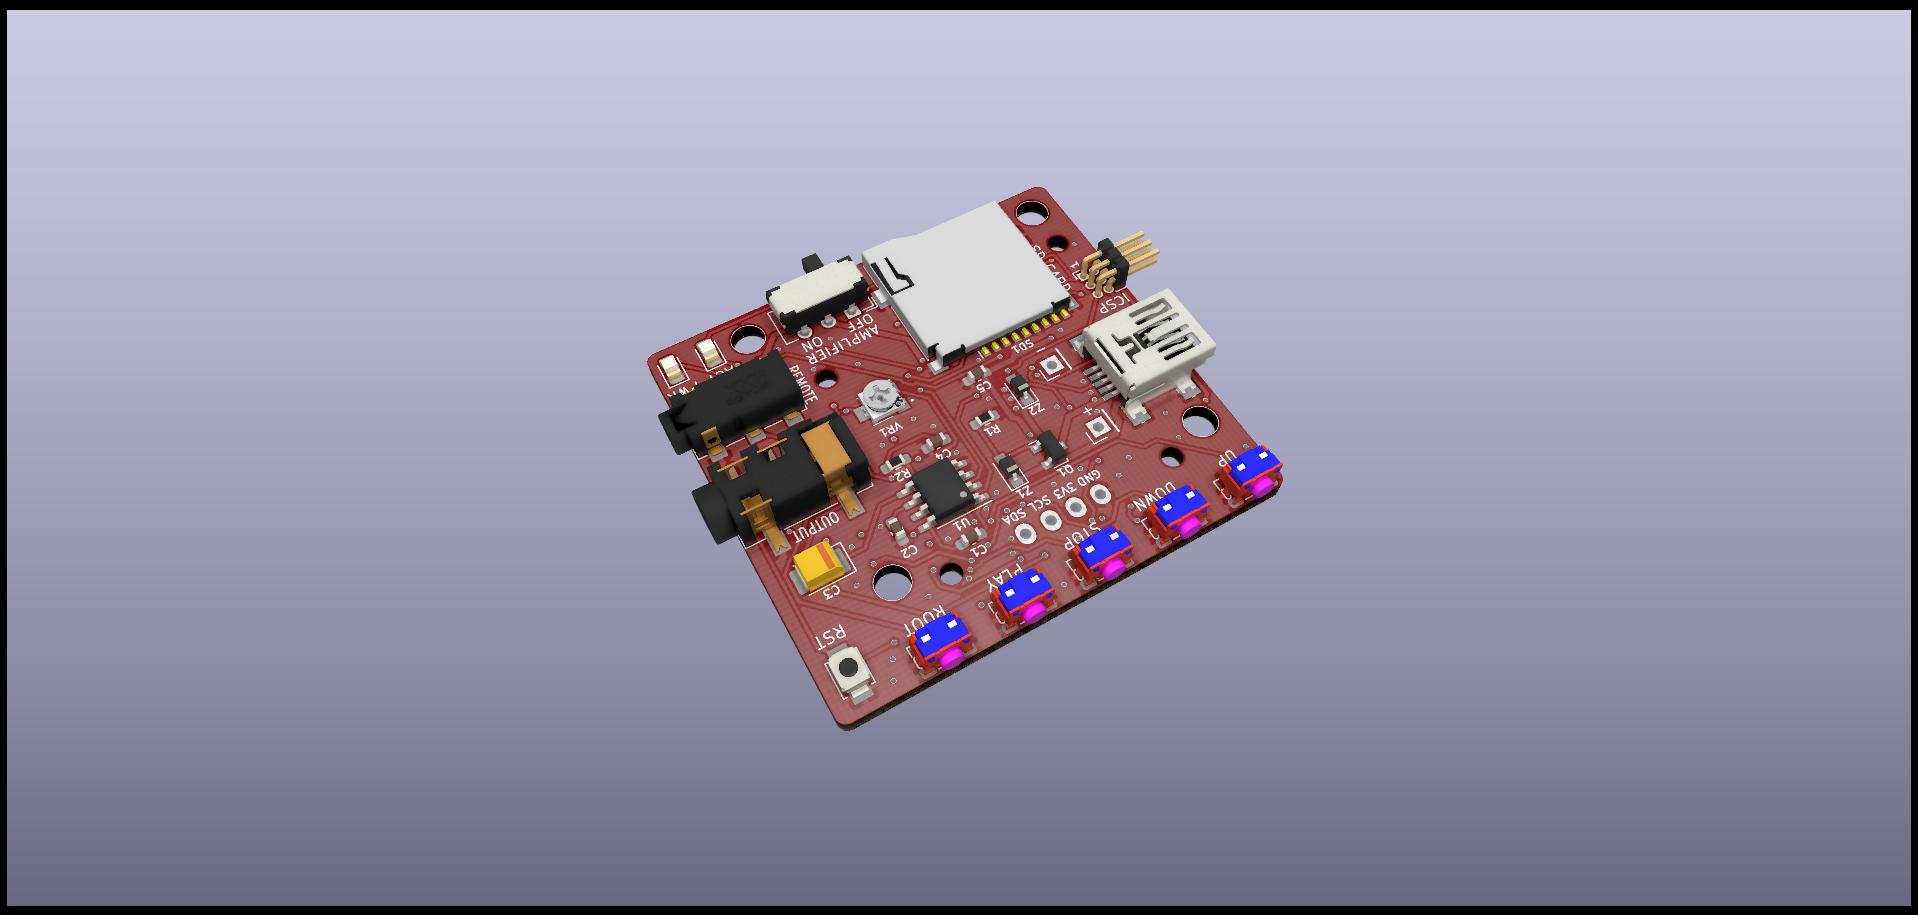 ICSP
OFF
ON
AMPLIFIER
SD1
REMOTE
C5
Z2
VR1
R1
+
C4
R2
Q1
Z1
GND 3V3 SCL SDA
UP
DOWN
U1
OUTPUT
STOP
C2
C1
PLAY
C3
ROOT
RST